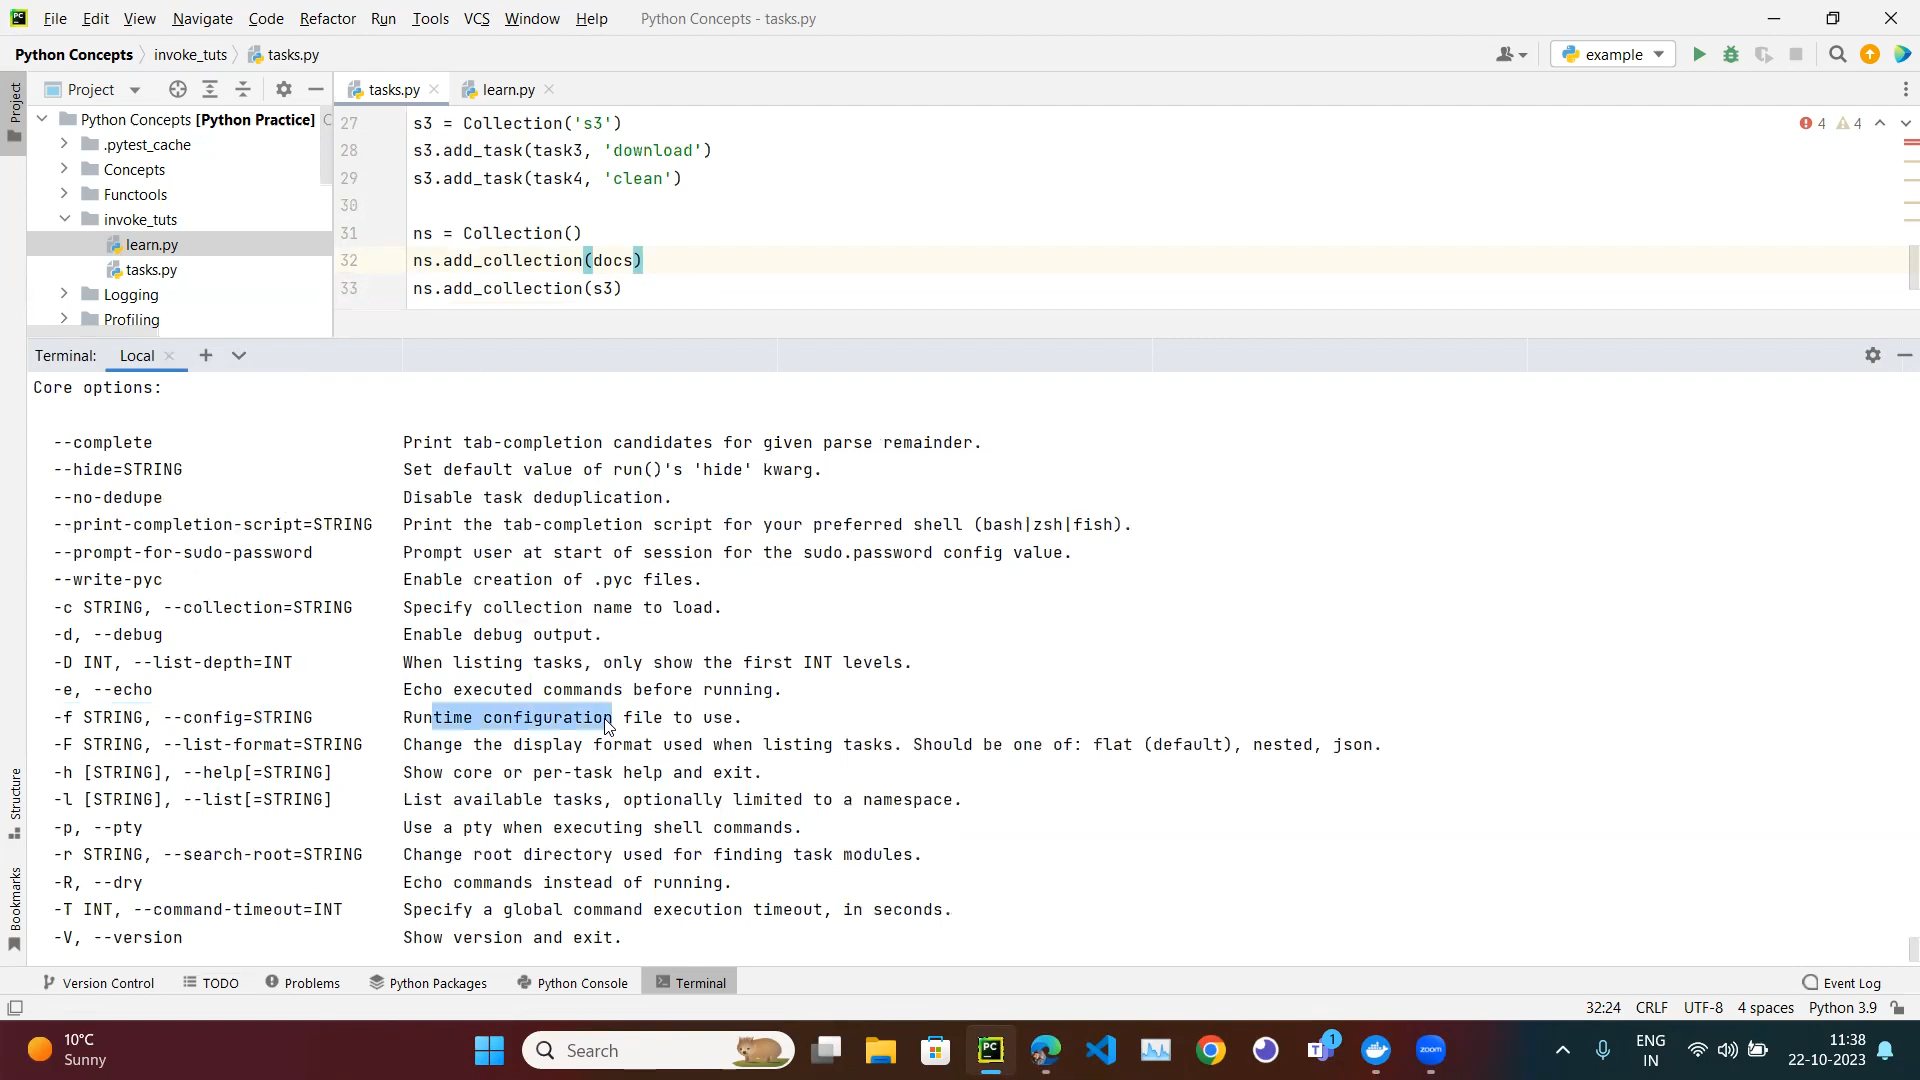 PC File Edit View Navigate Code Refactor Run Tools VCS Window Help Python Concepts - tasks.py
Python Concepts invoke_tuts tasks.py example
Project tasks.py learn.py
Project
Python Concepts [Python Practice] C
.pytest_cache
Concepts
Functools
invoke_tuts
learn.py
tasks.py
Logging
Profiling
27 s3 = Collection('s3')
28 s3.add_task(task3, 'download')
29 s3.add_task(task4, 'clean')
30
31 ns = Collection()
32 ns.add_collection(docs)
33 ns.add_collection(s3)
4 4
Terminal: Local
Core options:
--complete Print tab-completion candidates for given parse remainder.
--hide=STRING Set default value of run()'s 'hide' kwarg.
--no-dedupe Disable task deduplication.
--print-completion-script=STRING Print the tab-completion script for your preferred shell (bash|zsh|fish).
--prompt-for-sudo-password Prompt user at start of session for the sudo.password config value.
--write-pyc Enable creation of .pyc files.
-c STRING, --collection=STRING Specify collection name to load.
-d, --debug Enable debug output.
-D INT, --list-depth=INT When listing tasks, only show the first INT levels.
-e, --echo Echo executed commands before running.
-f STRING, --config=STRING Runtime configuration file to use.
-F STRING, --list-format=STRING Change the display format used when listing tasks. Should be one of: flat (default), nested, json.
-h [STRING], --help[=STRING] Show core or per-task help and exit.
-l [STRING], --list[=STRING] List available tasks, optionally limited to a namespace.
-p, --pty Use a pty when executing shell commands.
-r STRING, --search-root=STRING Change root directory used for finding task modules.
-R, --dry Echo commands instead of running.
-T INT, --command-timeout=INT Specify a global command execution timeout, in seconds.
-V, --version Show version and exit.
Structure
Bookmarks
Version Control TODO Problems Python Packages Python Console Terminal Event Log
32:24 CRLF UTF-8 4 spaces Python 3.9
10°C
Sunny
Search
PC
1
zoom
ENG
IN
11:38
22-10-2023